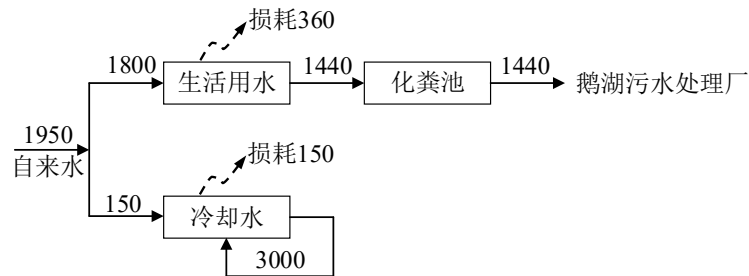 损耗360
1800
生活用水
1440
化粪池
1440
鹅湖污水处理厂
1950
自来水
损耗150
150
冷却水
3000